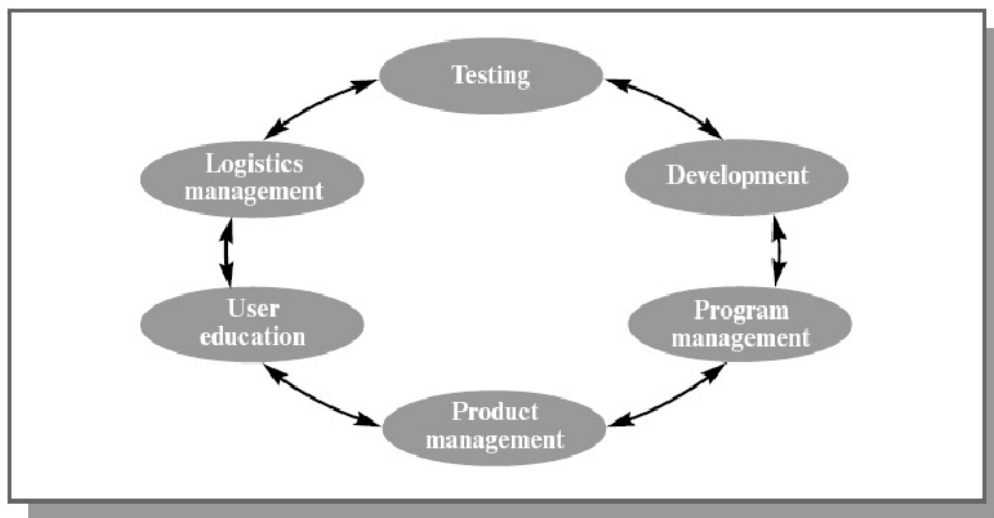 Testing
Logistics
management
Development
User
education
Program
management
Product
management